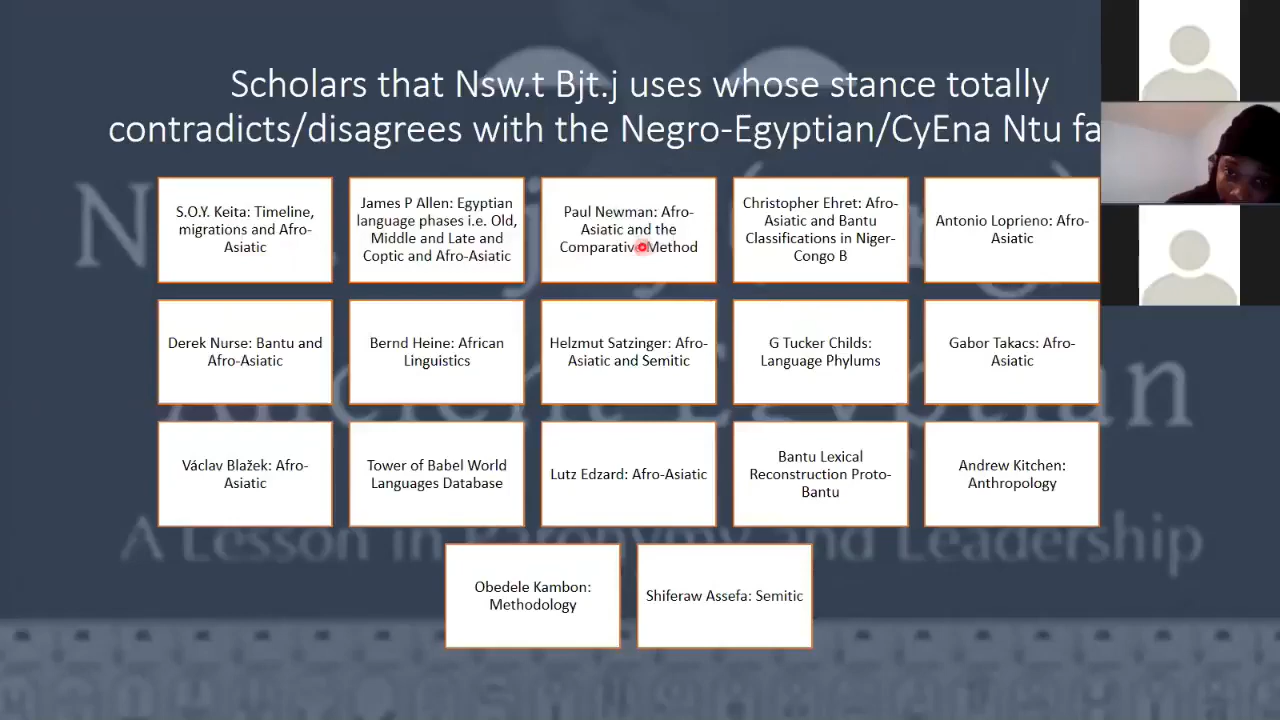 Scholars that Nsw.t Bjt.j uses whose stance totally
contradicts/disagrees with the Negro-Egyptian/CyEna Ntu fa
S.O.Y. Keita: Timeline,
migrations and Afro-
Asiatic
James P Allen: Egyptian
language phases i.e. Old,
Middle and Late and
Coptic and Afro-Asiatic
Paul Newman: Afro-
Asiatic and the
Comparative Method
Christopher Ehret: Afro-
Asiatic and Bantu
Classifications in Niger-
Congo B
Antonio Loprieno: Afro-
Asiatic
Derek Nurse: Bantu and
Afro-Asiatic
Bernd Heine: African
Linguistics
Helzmut Satzinger: Afro-
Asiatic and Semitic
G Tucker Childs:
Language Phylums
Gabor Takacs: Afro-
Asiatic
Václav Blažek: Afro-
Asiatic
Tower of Babel World
Languages Database
Lutz Edzard: Afro-Asiatic
Bantu Lexical
Reconstruction Proto-
Bantu
Andrew Kitchen:
Anthropology
A Lesson in Paronymy and Leadership
Obedele Kambon:
Methodology
Shiferaw Assefa: Semitic